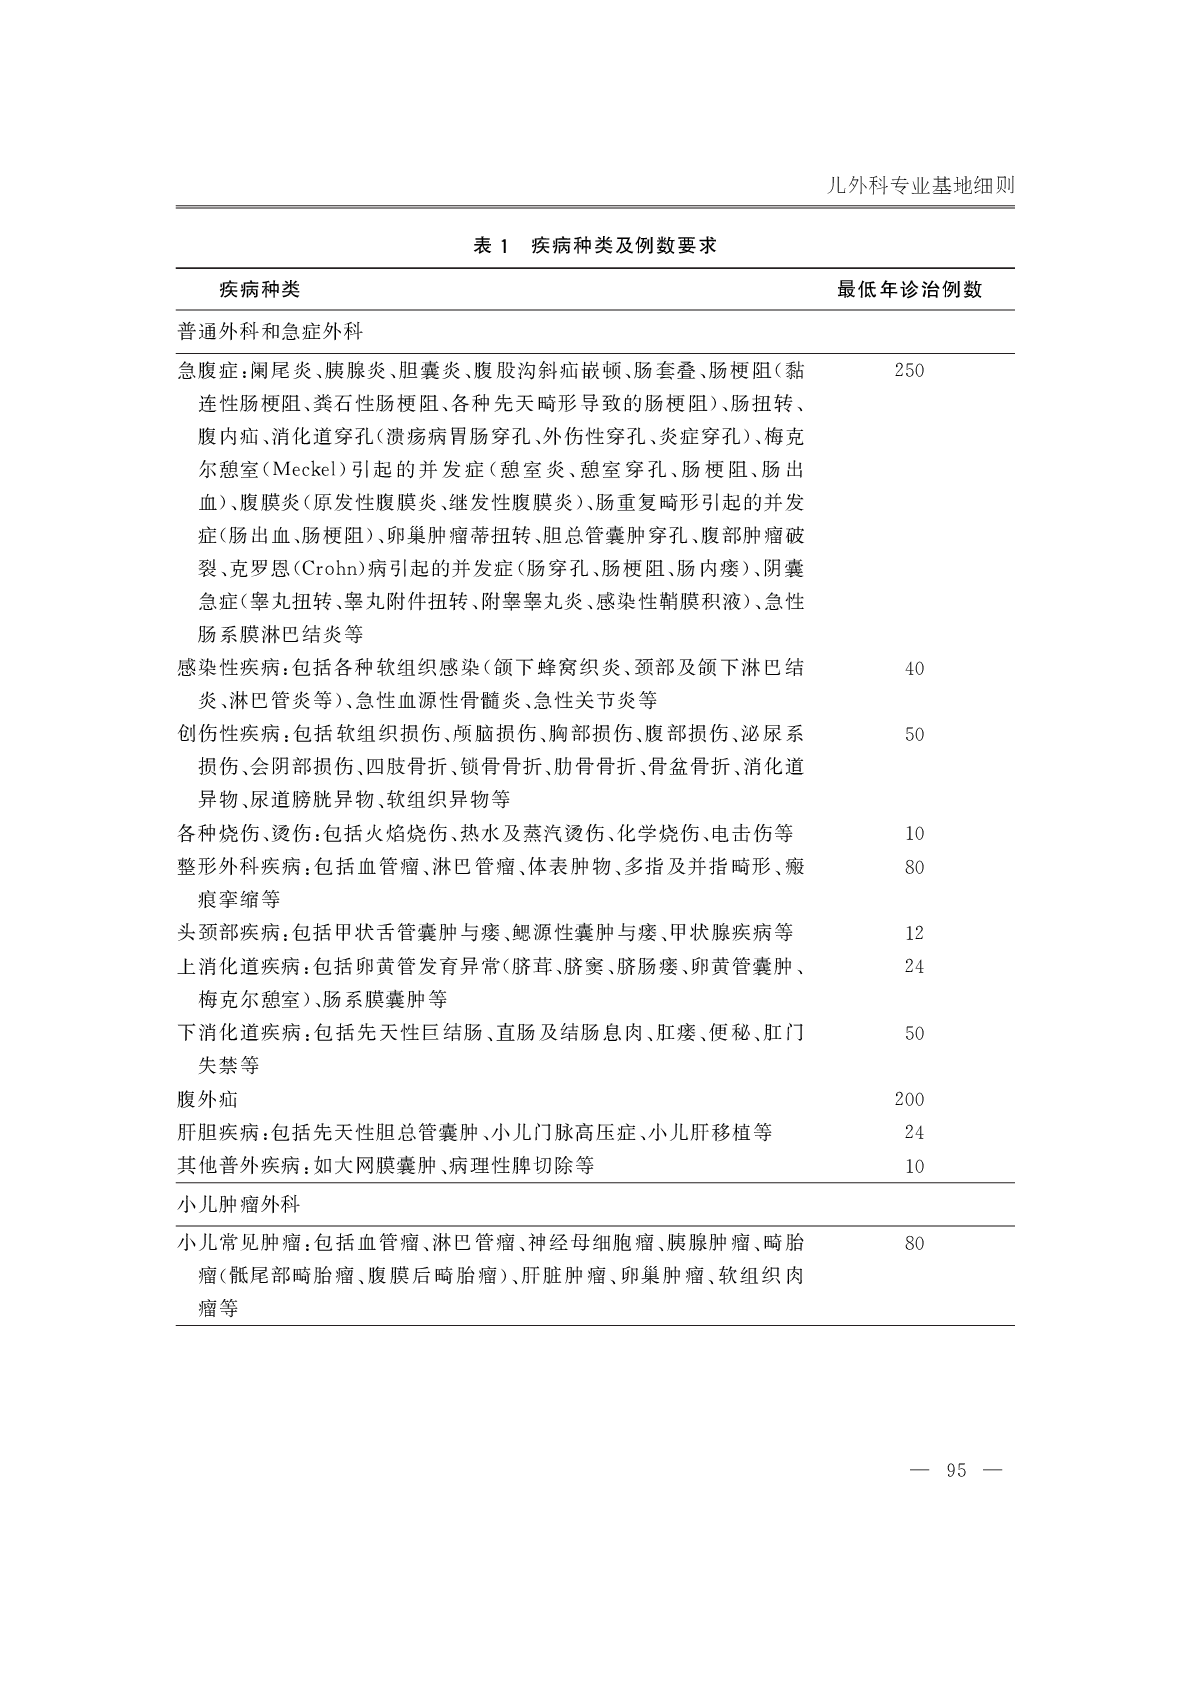 儿外科专业基地细则
表 1　疾病种类及例数要求
疾病种类　最低年诊治例数
普通外科和急症外科
急腹症:阑尾炎、胰腺炎、胆囊炎、腹股沟斜疝嵌顿、肠套叠、肠梗阻(黏　250
连性肠梗阻、粪石性肠梗阻、各种先天畸形导致的肠梗阻)、肠扭转、
腹内疝、消化道穿孔(溃疡病胃肠穿孔、外伤性穿孔、炎症穿孔)、梅克
尔憩室(Meckel)引起的并发症(憩室炎、憩室穿孔、肠梗阻、肠出
血)、腹膜炎(原发性腹膜炎、继发性腹膜炎)、肠重复畸形引起的并发
症(肠出血、肠梗阻)、卵巢肿瘤蒂扭转、胆总管囊肿穿孔、腹部肿瘤破
裂、克罗恩(Crohn)病引起的并发症(肠穿孔、肠梗阻、肠内瘘)、阴囊
急症(睾丸扭转、睾丸附件扭转、附睾睾丸炎、感染性鞘膜积液)、急性
肠系膜淋巴结炎等
感染性疾病:包括各种软组织感染(颌下蜂窝织炎、颈部及颌下淋巴结　40
炎、淋巴管炎等)、急性血源性骨髓炎、急性关节炎等
创伤性疾病:包括软组织损伤、颅脑损伤、胸部损伤、腹部损伤、泌尿系　50
损伤、会阴部损伤、四肢骨折、锁骨骨折、肋骨骨折、骨盆骨折、消化道
异物、尿道膀胱异物、软组织异物等
各种烧伤、烫伤:包括火焰烧伤、热水及蒸汽烫伤、化学烧伤、电击伤等　10
整形外科疾病:包括血管瘤、淋巴管瘤、体表肿物、多指及并指畸形、瘢　80
痕挛缩等
头颈部疾病:包括甲状舌管囊肿与瘘、鳃源性囊肿与瘘、甲状腺疾病等　12
上消化道疾病:包括卵黄管发育异常(脐茸、脐窦、脐肠瘘、卵黄管囊肿、　24
梅克尔憩室)、肠系膜囊肿等
下消化道疾病:包括先天性巨结肠、直肠及结肠息肉、肛瘘、便秘、肛门　50
失禁等
腹外疝　200
肝胆疾病:包括先天性胆总管囊肿、小儿门脉高压症、小儿肝移植等　24
其他普外疾病:如大网膜囊肿、病理性脾切除等　10
小儿肿瘤外科
小儿常见肿瘤:包括血管瘤、淋巴管瘤、神经母细胞瘤、胰腺肿瘤、畸胎　80
瘤(骶尾部畸胎瘤、腹膜后畸胎瘤)、肝脏肿瘤、卵巢肿瘤、软组织肉
瘤等
— 95 —